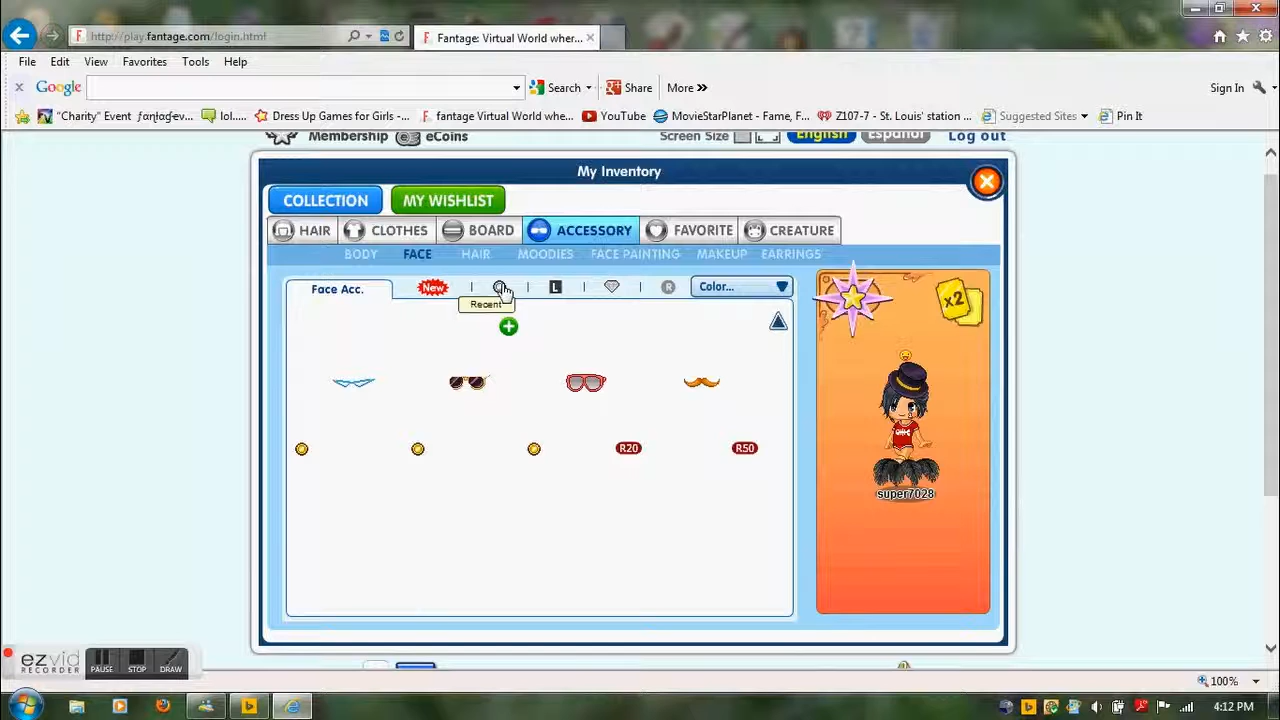 http://play.fantage.com/login.html
Fantage: Virtual World wher...
File Edit View Favorites Tools Help
Google Search Share More » Sign In
"Charity" Event ƒąηţąğεv... lol.... Dress Up Games for Girls -... fantage Virtual World whe... YouTube MovieStarPlanet - Fame, F... Z107-7 - St. Louis' station ... Suggested Sites Pin It
Membership eCoins Screen Size English Español Log out
My Inventory
COLLECTION MY WISHLIST
HAIR CLOTHES BOARD ACCESSORY FAVORITE CREATURE
BODY FACE HAIR MOODIES FACE PAINTING MAKEUP EARRINGS
Face Acc. New L R Color...
Recent
x2
R20 R50
super7028
ezvid
RECORDER
PAUSE STOP DRAW
100%
4:12 PM